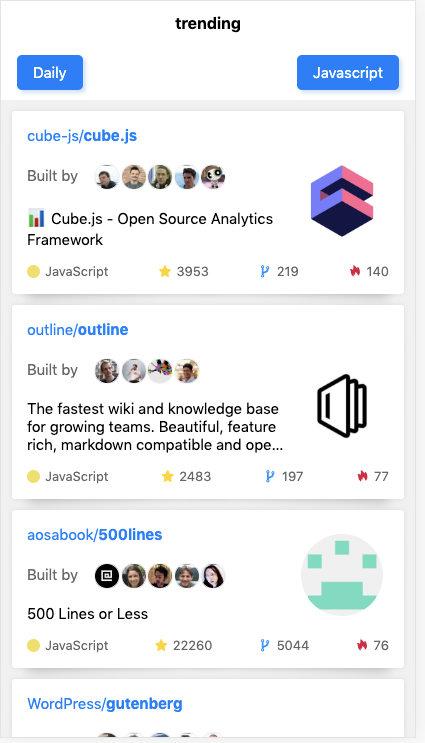 trending
Daily Javascript
cube-js/cube.js
Built by
📊 Cube.js - Open Source Analytics
Framework
JavaScript 3953 219 140
outline/outline
Built by
The fastest wiki and knowledge base
for growing teams. Beautiful, feature
rich, markdown compatible and ope...
JavaScript 2483 197 77
aosabook/500lines
Built by
500 Lines or Less
JavaScript 22260 5044 76
WordPress/gutenberg